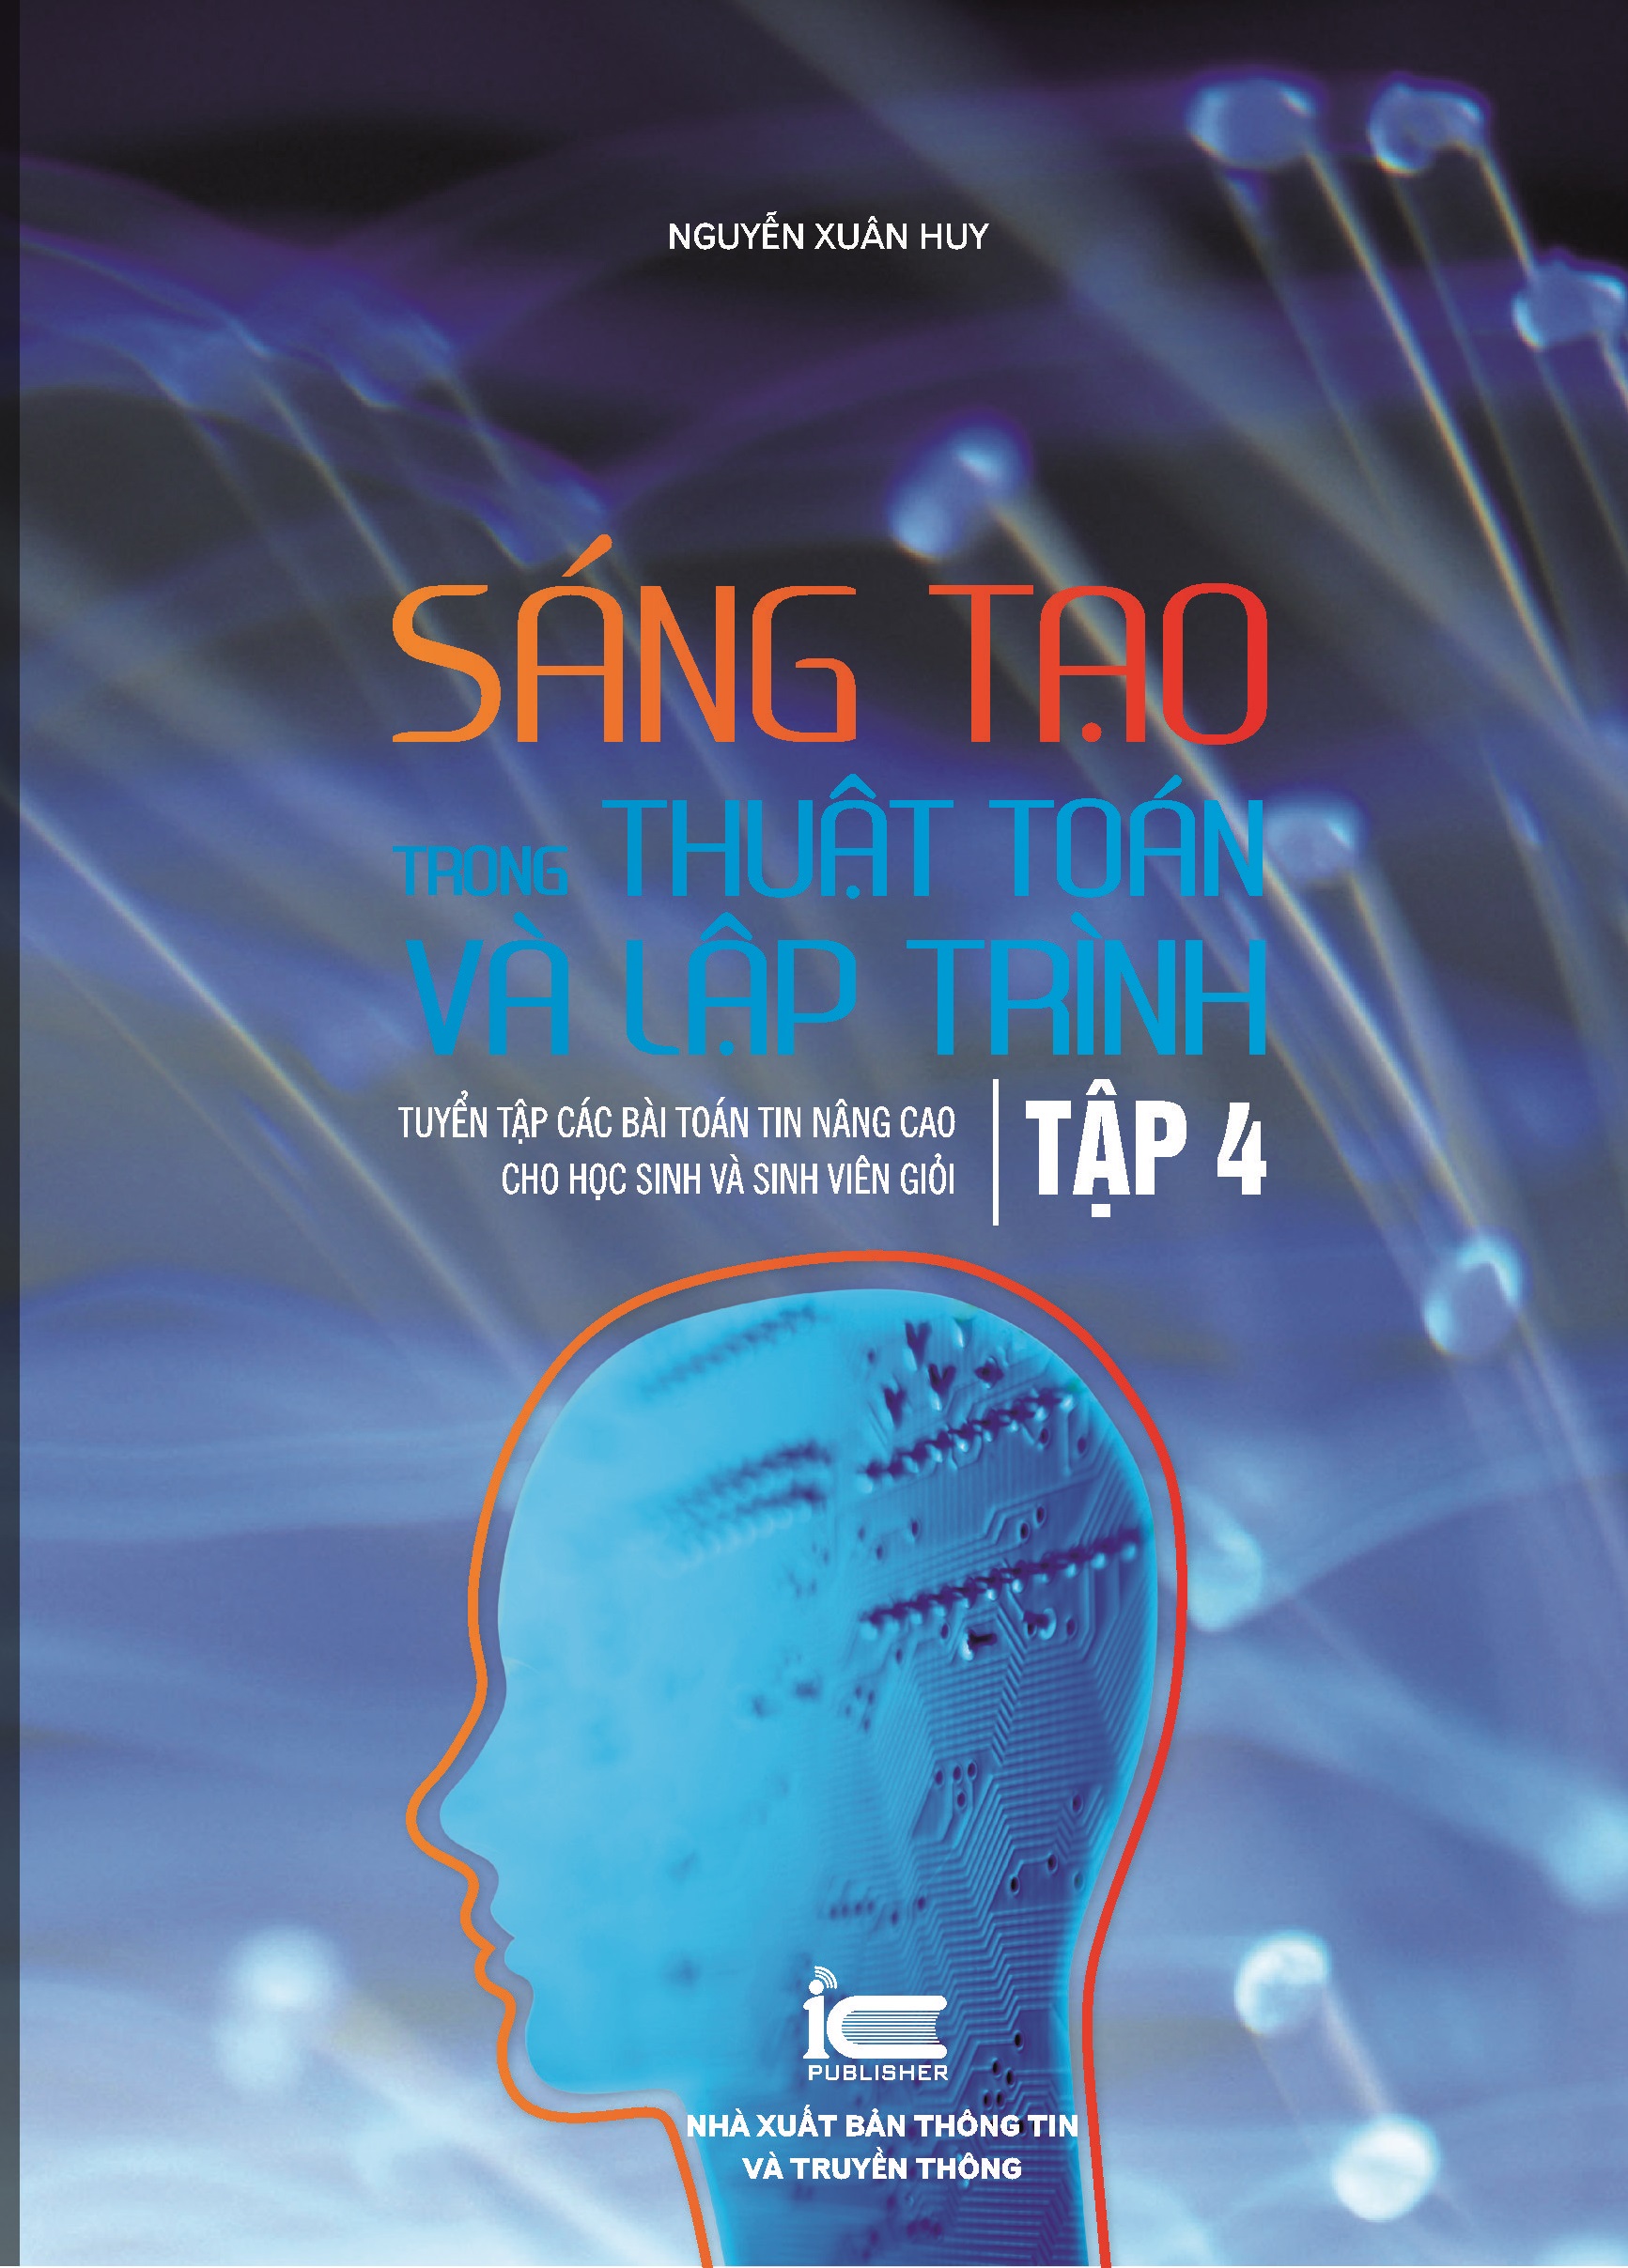 NGUYỄN XUÂN HUY
SÁNG TẠO
TRONG THUẬT TOÁN
VÀ LẬP TRÌNH
TUYỂN TẬP CÁC BÀI TOÁN TIN NÂNG CAO
CHO HỌC SINH VÀ SINH VIÊN GIỎI
TẬP 4
iC
PUBLISHER
NHÀ XUẤT BẢN THÔNG TIN
VÀ TRUYỀN THÔNG